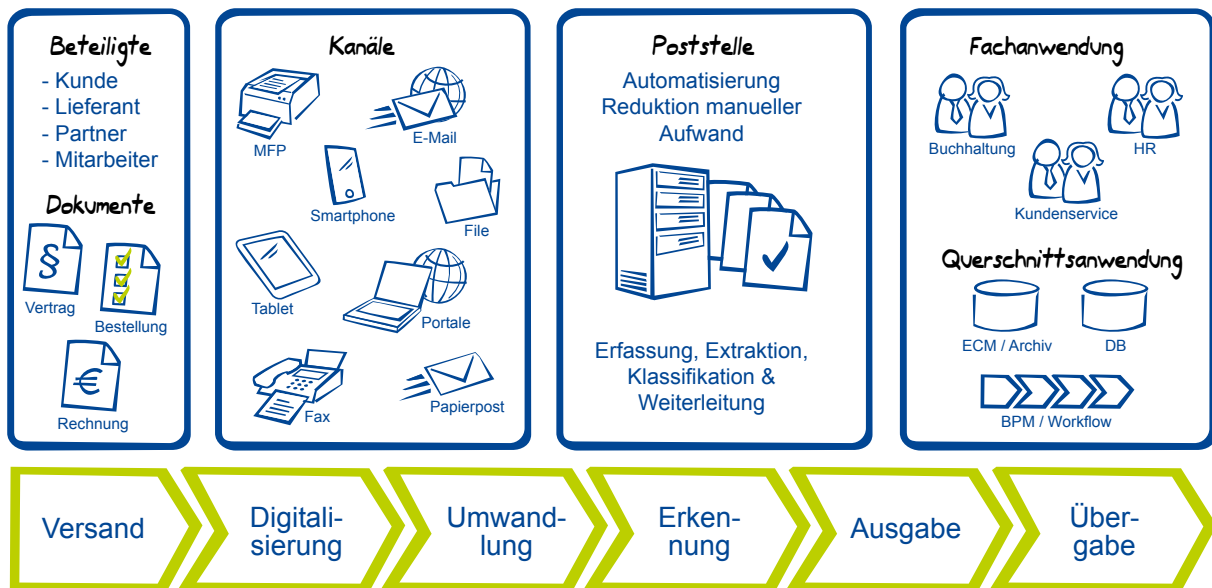 Beteiligte
- Kunde
- Lieferant
- Partner
- Mitarbeiter
Dokumente
§
Vertrag
Bestellung
€
Rechnung
Kanäle
MFP
E-Mail
Smartphone
File
Tablet
Portale
Fax
Papierpost
Poststelle
Automatisierung
Reduktion manueller
Aufwand
Erfassung, Extraktion,
Klassifikation &
Weiterleitung
Fachanwendung
Buchhaltung
HR
Kundenservice
Querschnittsanwendung
ECM / Archiv
DB
BPM / Workflow
Versand
Digitali-
sierung
Umwand-
lung
Erken-
nung
Ausgabe
Über-
gabe